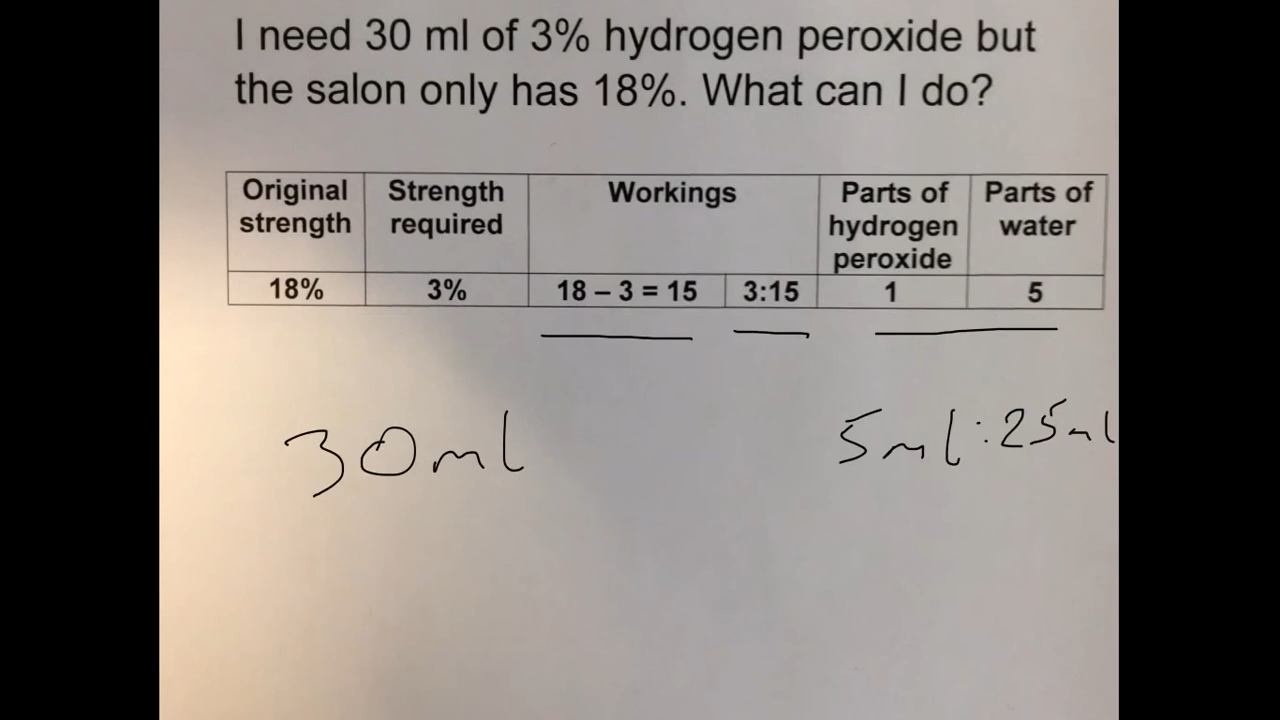 I need 30 ml of 3% hydrogen peroxide but
the salon only has 18%. What can I do?
Original strength
Strength required
Workings
Parts of hydrogen peroxide
Parts of water
18%
3%
18 – 3 = 15
3:15
1
5
30ml
5ml:25ml